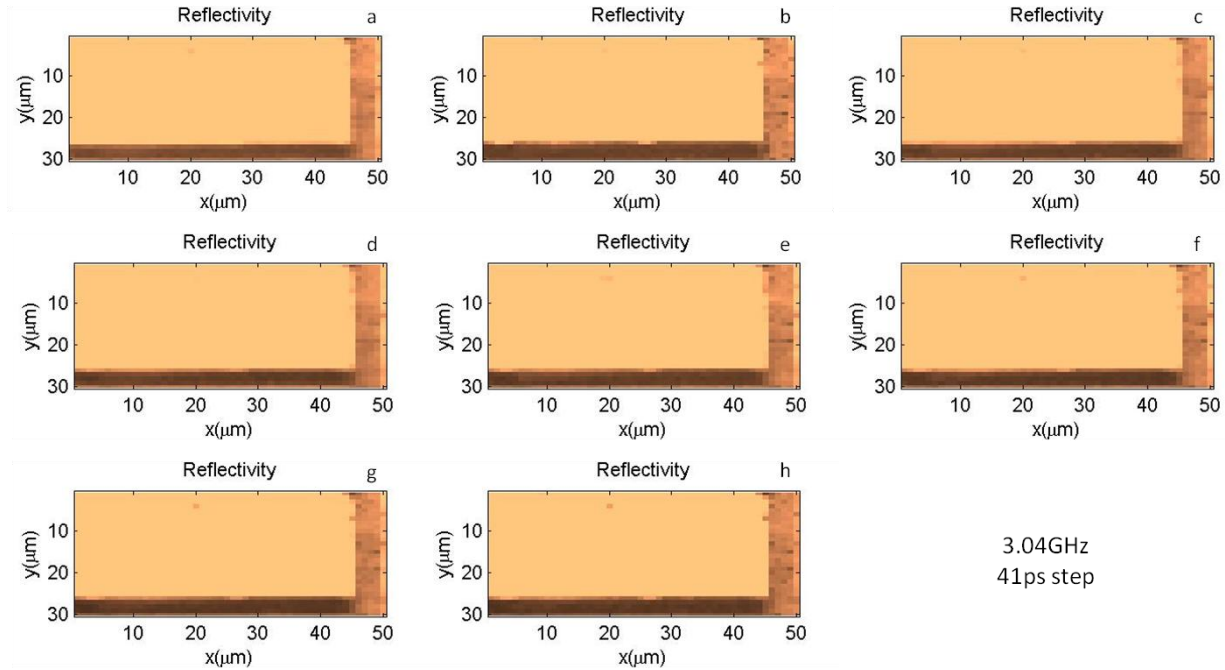 Reflectivity a
y(μm)
10
20
30
10 20 30 40 50
x(μm)
Reflectivity b
y(μm)
10
20
30
10 20 30 40 50
x(μm)
Reflectivity c
y(μm)
10
20
30
10 20 30 40 50
x(μm)
Reflectivity d
y(μm)
10
20
30
10 20 30 40 50
x(μm)
Reflectivity e
y(μm)
10
20
30
10 20 30 40 50
x(μm)
Reflectivity f
y(μm)
10
20
30
10 20 30 40 50
x(μm)
Reflectivity g
y(μm)
10
20
30
10 20 30 40 50
x(μm)
Reflectivity h
y(μm)
10
20
30
10 20 30 40 50
x(μm)
3.04GHz
41ps step